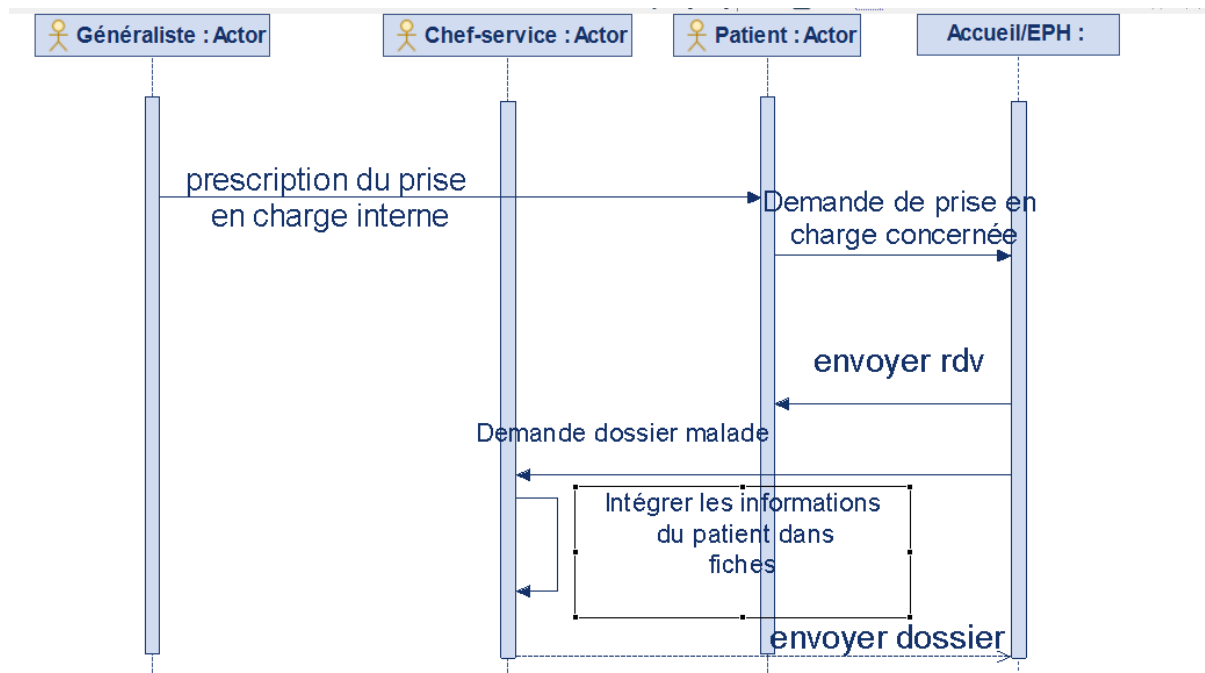 Généraliste : Actor
Chef-service : Actor
Patient : Actor
Accueil/EPH :
prescription du prise
en charge interne
Demande de prise en
charge concernée
envoyer rdv
Demande dossier malade
Intégrer les informations
du patient dans
fiches
envoyer dossier